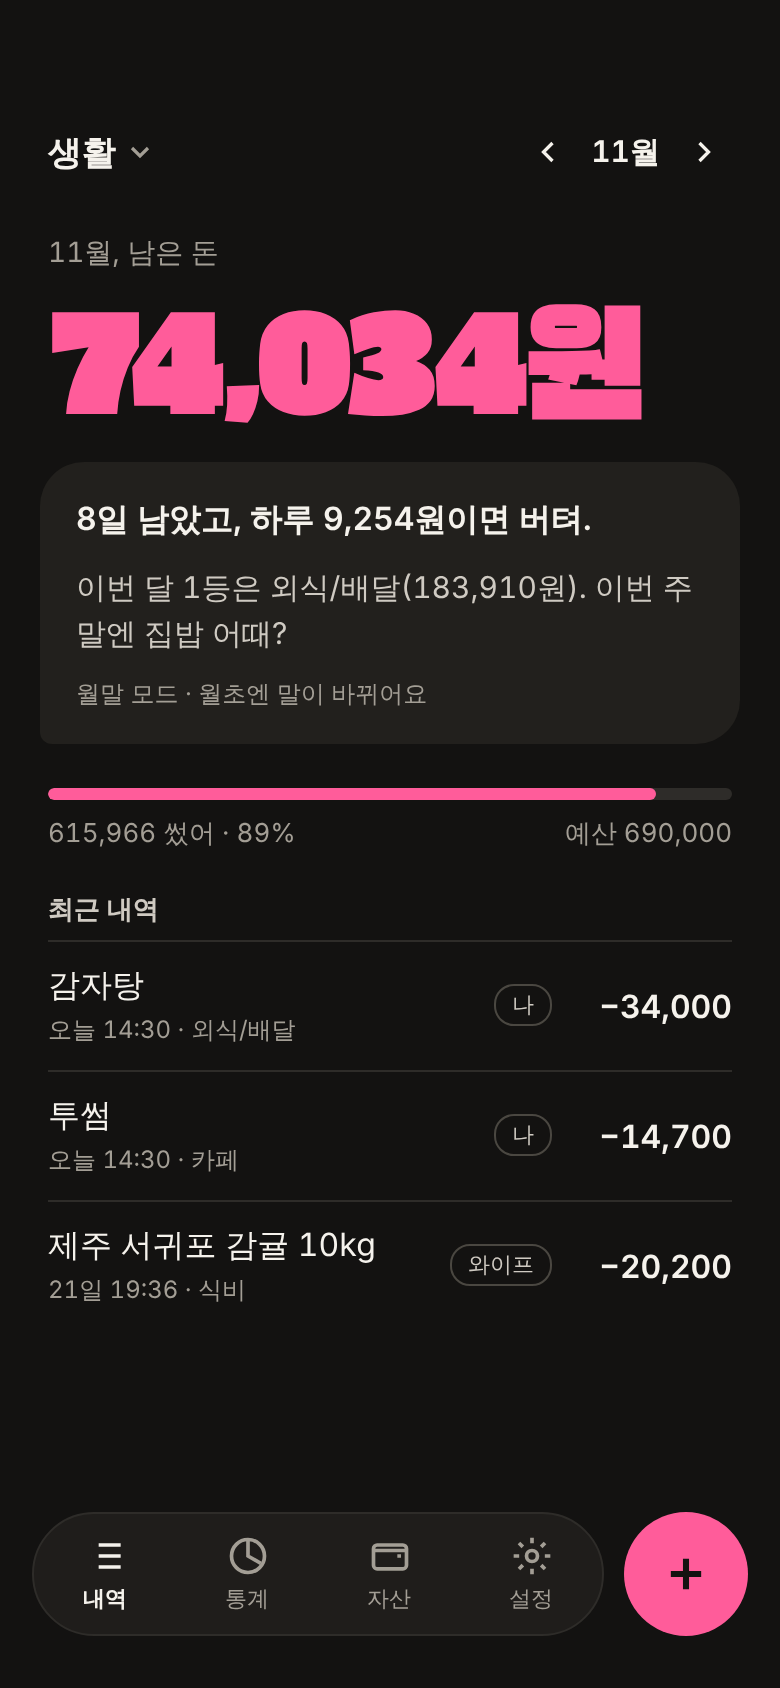 생활
11월
11월, 남은 돈
74,034원
8일 남았고, 하루 9,254원이면 버텨.
이번 달 1등은 외식/배달(183,910원). 이번 주
말엔 집밥 어때?
월말 모드 · 월초엔 말이 바뀌어요
615,966 썼어 · 89%
예산 690,000
최근 내역
감자탕
나
−34,000
오늘 14:30 · 외식/배달
투썸
나
−14,700
오늘 14:30 · 카페
제주 서귀포 감귤 10kg
와이프
−20,200
21일 19:36 · 식비
내역
통계
자산
설정